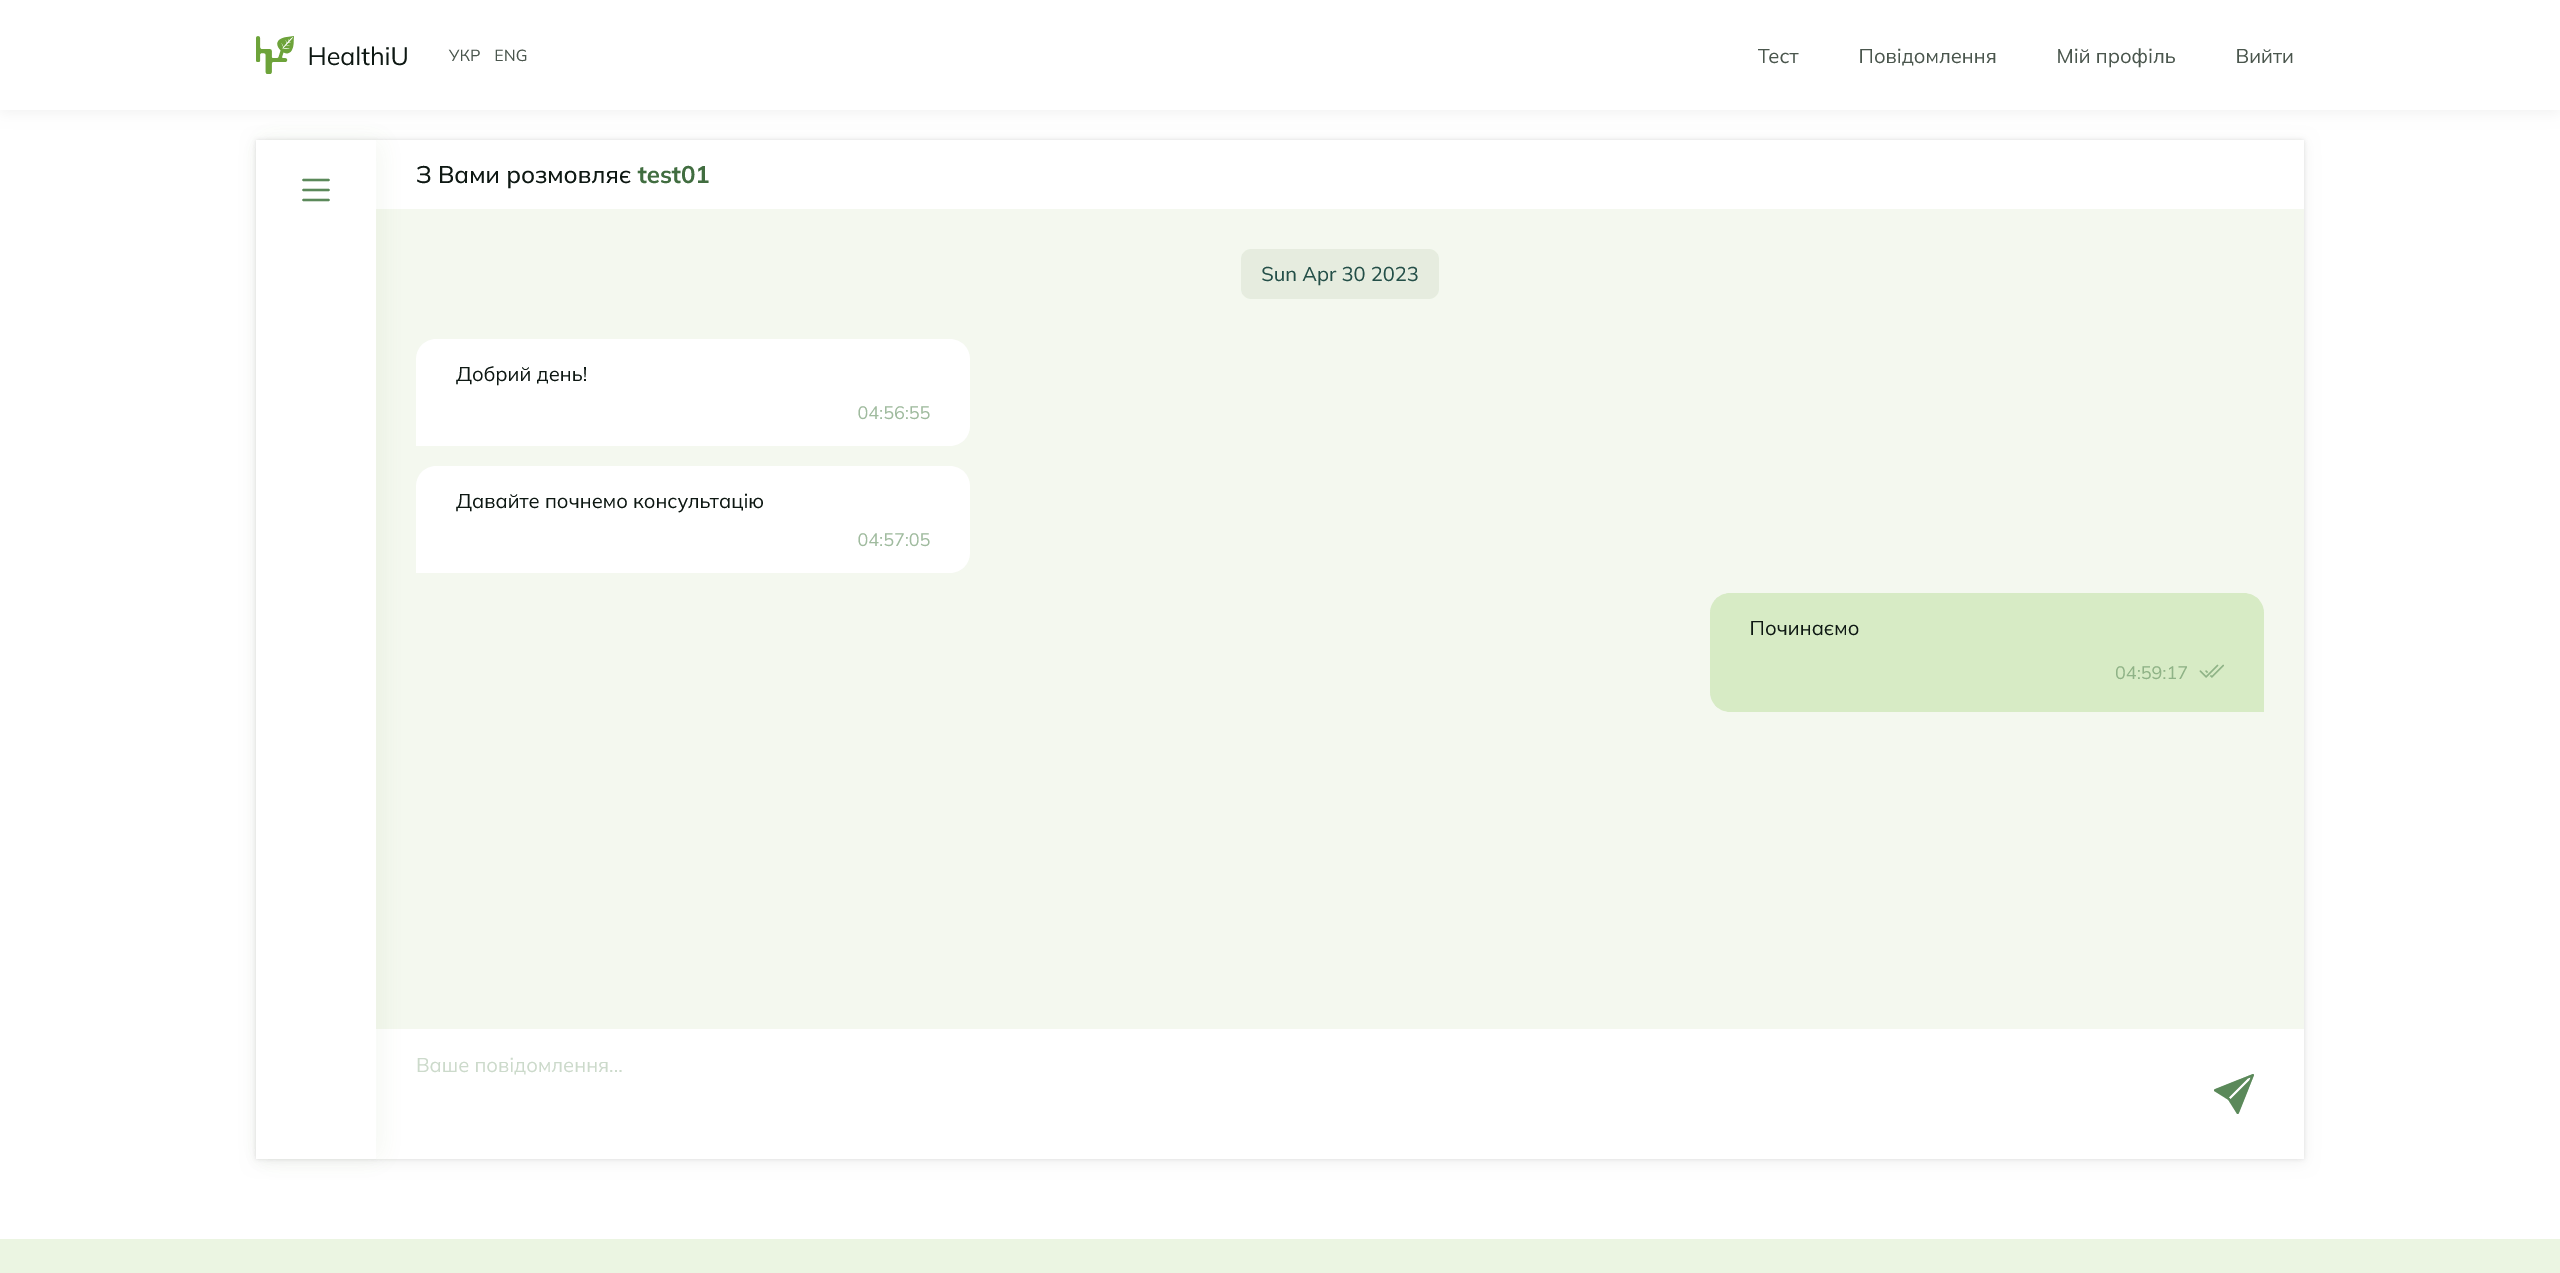 HealthiU
УКР ENG
Тест Повідомлення Мій профіль Вийти
З Вами розмовляє test01
Sun Apr 30 2023
Добрий день!
04:56:55
Давайте почнемо консультацію
04:57:05
Починаємо
04:59:17
Ваше повідомлення...